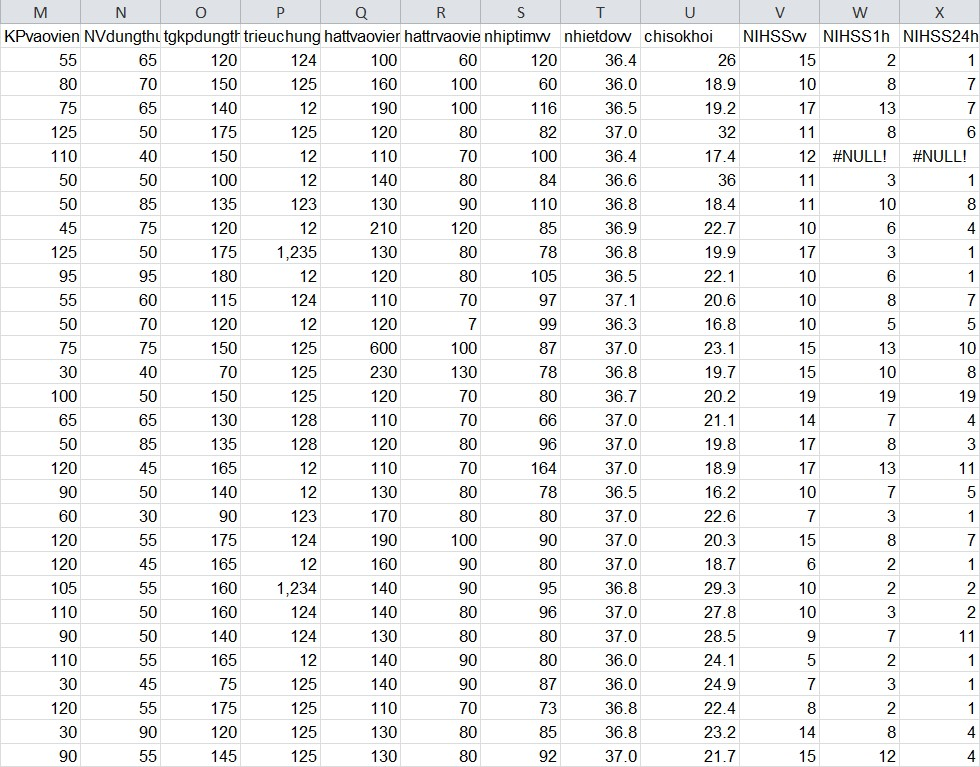 M N O P Q R S T U V W X
KPvaovien NVdungthu tgkpdungth trieuchung hattvaovien hattrvaovie nhiptimvv nhietdovv chisokhoi NIHSSvv NIHSS1h NIHSS24h
55 65 120 124 100 60 120 36.4 26 15 2 1
80 70 150 125 160 100 60 36.0 18.9 10 8 7
75 65 140 12 190 100 116 36.5 19.2 17 13 7
125 50 175 125 120 80 82 37.0 32 11 8 6
110 40 150 12 110 70 100 36.4 17.4 12 #NULL! #NULL!
50 50 100 12 140 80 84 36.6 36 11 3 1
50 85 135 123 130 90 110 36.8 18.4 11 10 8
45 75 120 12 210 120 85 36.9 22.7 10 6 4
125 50 175 1,235 130 80 78 36.8 19.9 17 3 1
95 95 180 12 120 80 105 36.5 22.1 10 6 1
55 60 115 124 110 70 97 37.1 20.6 10 8 7
50 70 120 12 120 7 99 36.3 16.8 10 5 5
75 75 150 125 600 100 87 37.0 23.1 15 13 10
30 40 70 125 230 130 78 36.8 19.7 15 10 8
100 50 150 125 120 70 80 36.7 20.2 19 19 19
65 65 130 128 110 70 66 37.0 21.1 14 7 4
50 85 135 128 120 80 96 37.0 19.8 17 8 3
120 45 165 12 110 70 164 37.0 18.9 17 13 11
90 50 140 12 130 80 78 36.5 16.2 10 7 5
60 30 90 123 170 80 80 37.0 22.6 7 3 1
120 55 175 124 190 100 90 37.0 20.3 15 8 7
120 45 165 12 160 90 80 37.0 18.7 6 2 1
105 55 160 1,234 140 90 95 36.8 29.3 10 2 2
110 50 160 124 140 80 96 37.0 27.8 10 3 2
90 50 140 124 130 80 80 37.0 28.5 9 7 11
110 55 165 12 140 90 80 36.0 24.1 5 2 1
30 45 75 125 140 90 87 36.0 24.9 7 3 1
120 55 175 125 110 70 73 36.8 22.4 8 2 1
30 90 120 125 130 80 85 36.8 23.2 14 8 4
90 55 145 125 130 80 92 37.0 21.7 15 12 4